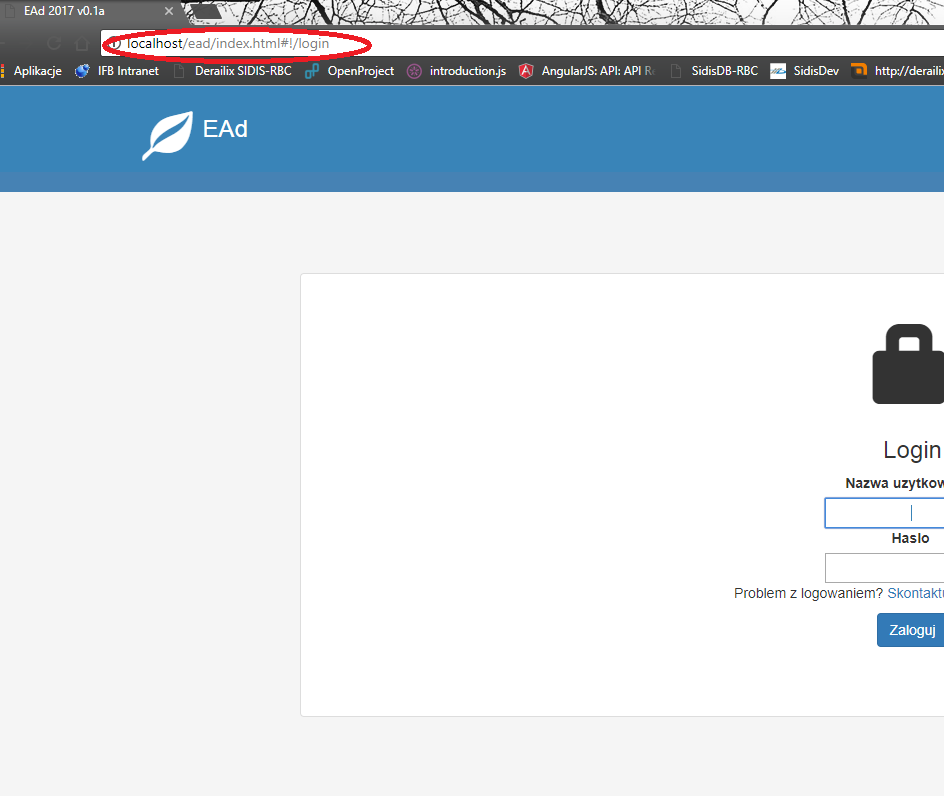 EAd 2017 v0.1a
localhost/ead/index.html#!/login
Aplikacje IFB Intranet Derailix SIDIS-RBC OpenProject introduction.js AngularJS: API: API SidisDB-RBC SidisDev http://deraili
EAd
Login
Nazwa uzytkow
Haslo
Problem z logowaniem? Skontaktu
Zaloguj